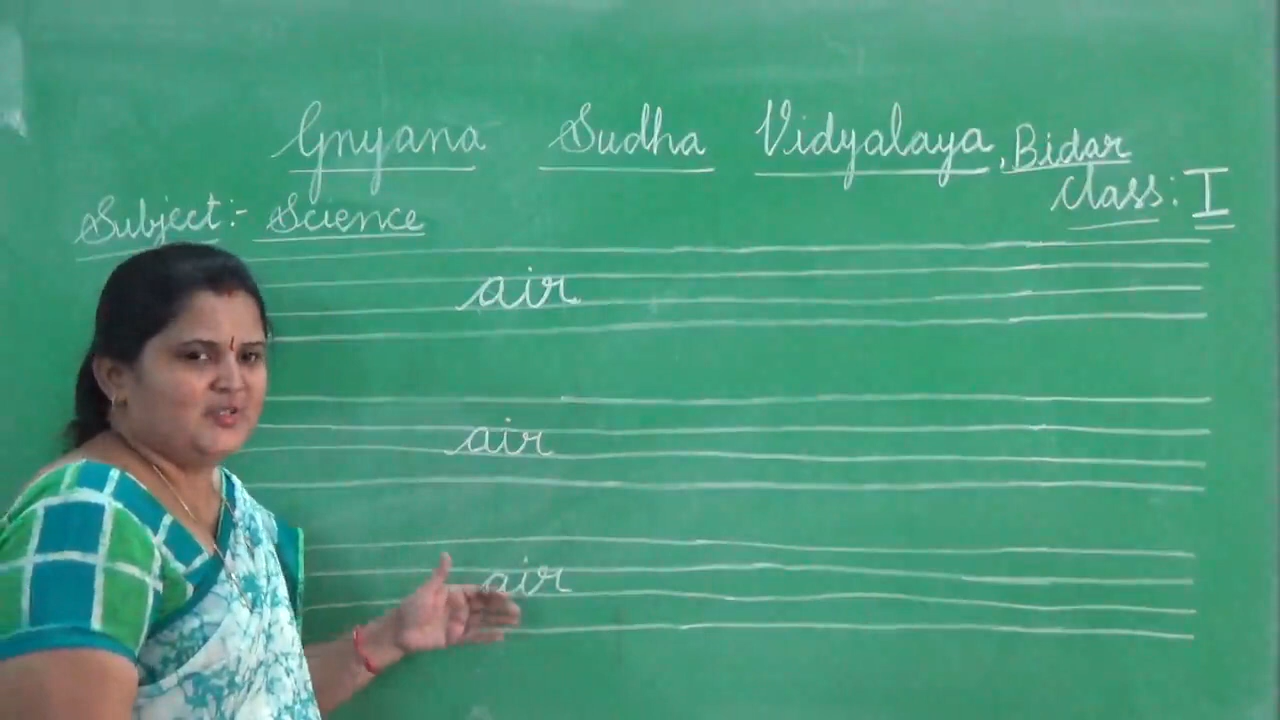 Gnyana Sudha Vidyalaya, Bidar
Class: I
Subject:- Science
air
air
air